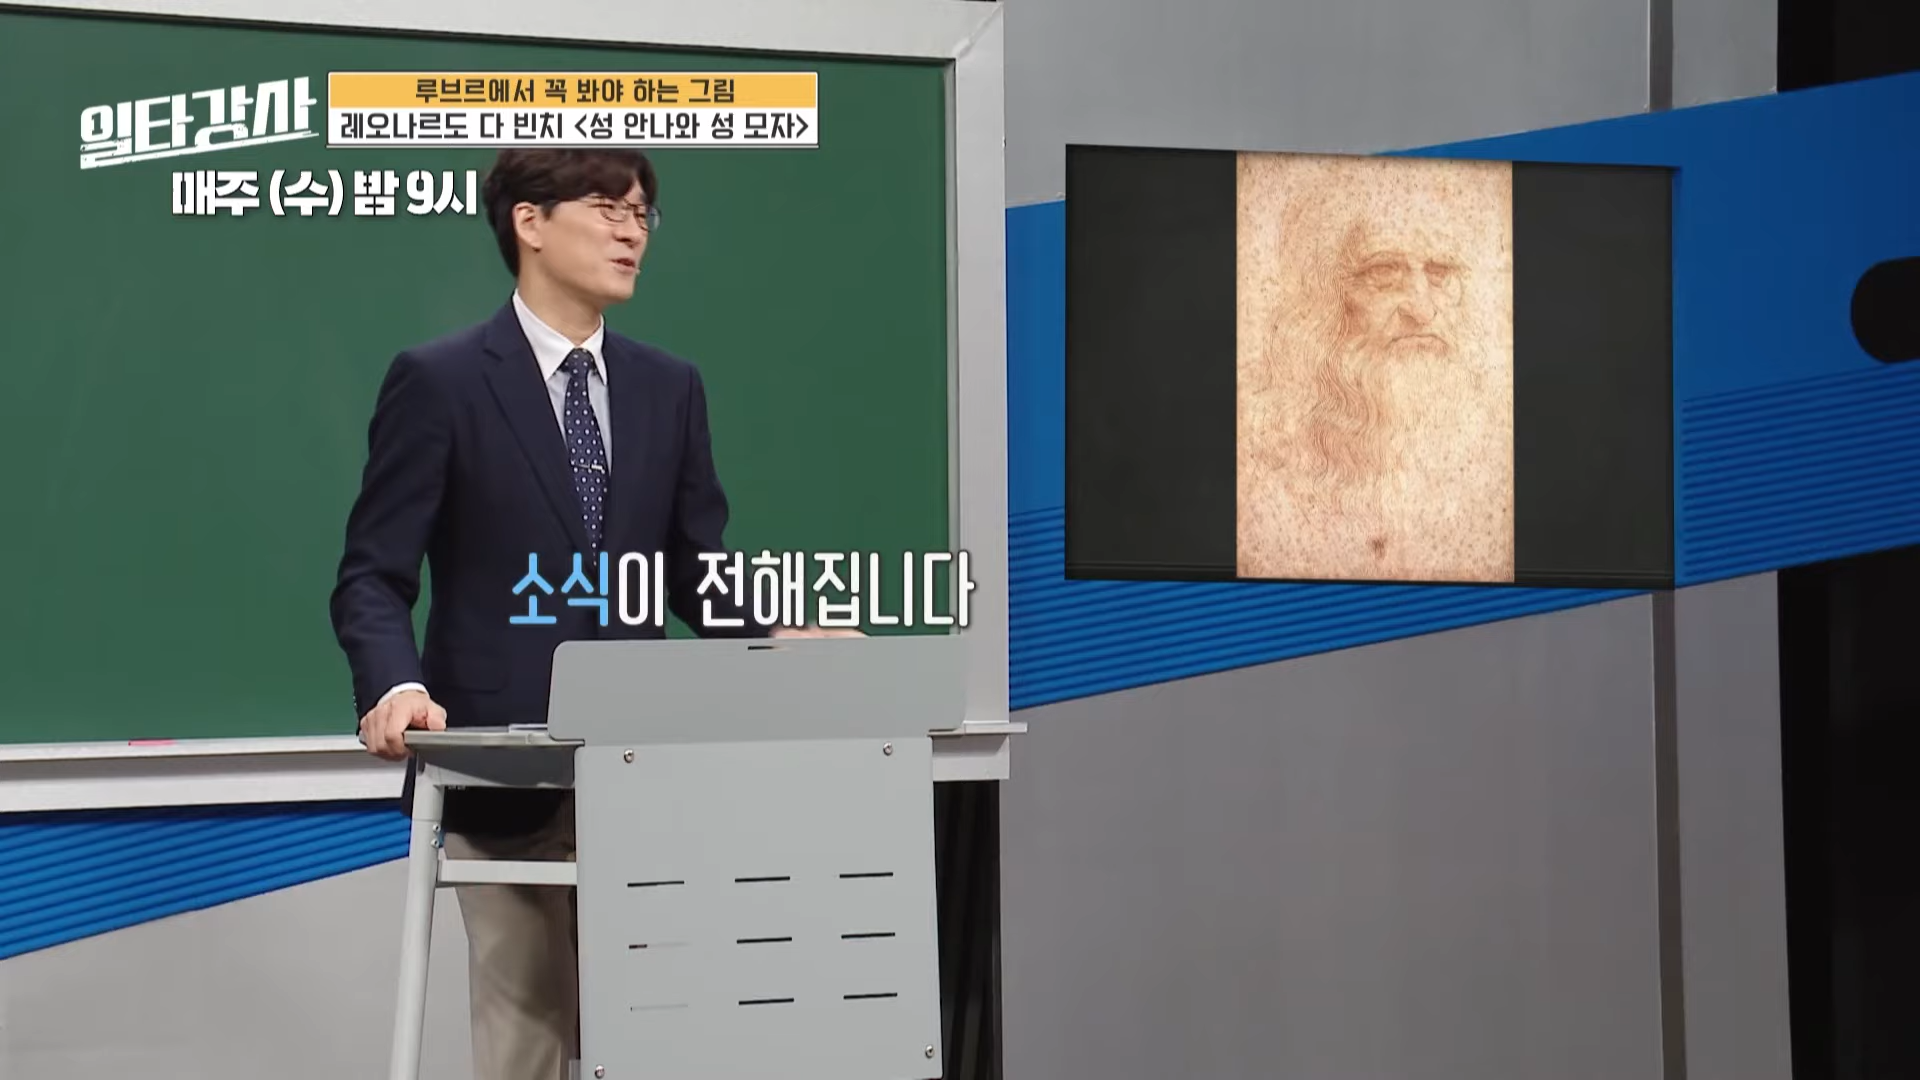 일타강사
루브르에서 꼭 봐야 하는 그림
레오나르도 다 빈치 <성 안나와 성 모자>
매주 (수) 밤 9시
소식이 전해집니다